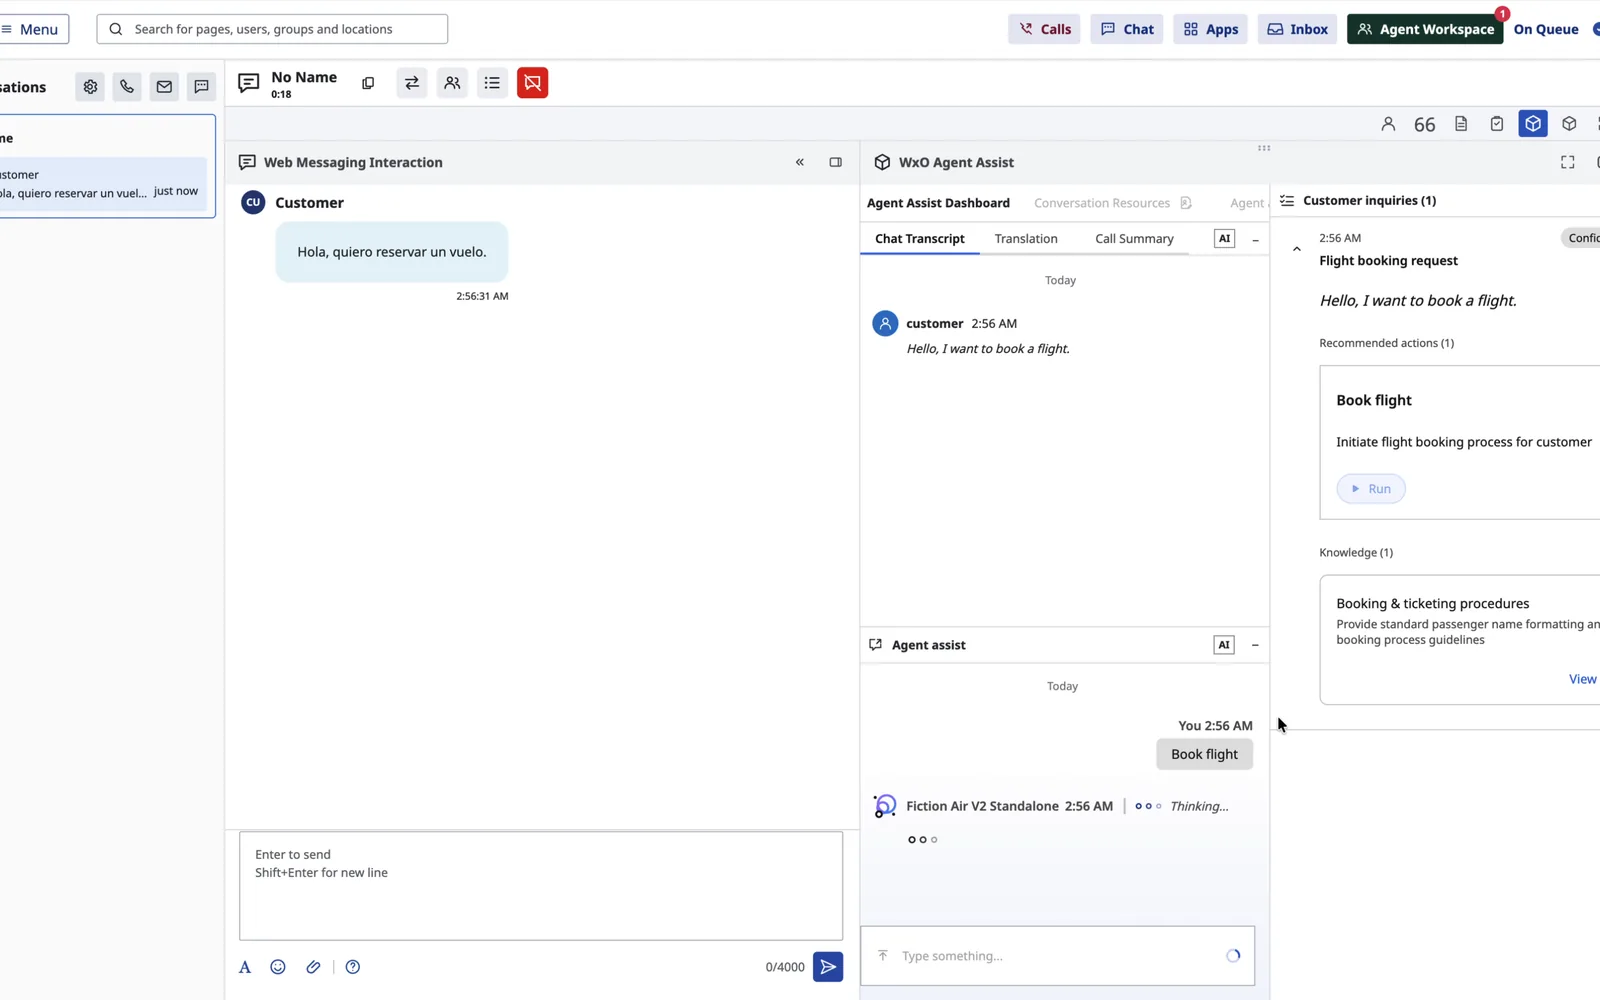 Menu
Search for pages, users, groups and locations
Calls
Chat
Apps
Inbox
Agent Workspace
1
On Queue
sations
No Name
0:18
me
ustomer
ola, quiero reservar un vuel...
just now
66
Web Messaging Interaction
CU
Customer
Hola, quiero reservar un vuelo.
2:56:31 AM
Enter to send
Shift+Enter for new line
A
0/4000
WxO Agent Assist
Agent Assist Dashboard
Conversation Resources
Agent
Chat Transcript
Translation
Call Summary
AI
Today
customer 2:56 AM
Hello, I want to book a flight.
Agent assist
AI
Today
You 2:56 AM
Book flight
Fiction Air V2 Standalone 2:56 AM
Thinking...
Type something...
Customer inquiries (1)
2:56 AM
Confid
Flight booking request
Hello, I want to book a flight.
Recommended actions (1)
Book flight
Initiate flight booking process for customer
Run
Knowledge (1)
Booking & ticketing procedures
Provide standard passenger name formatting an
booking process guidelines
View